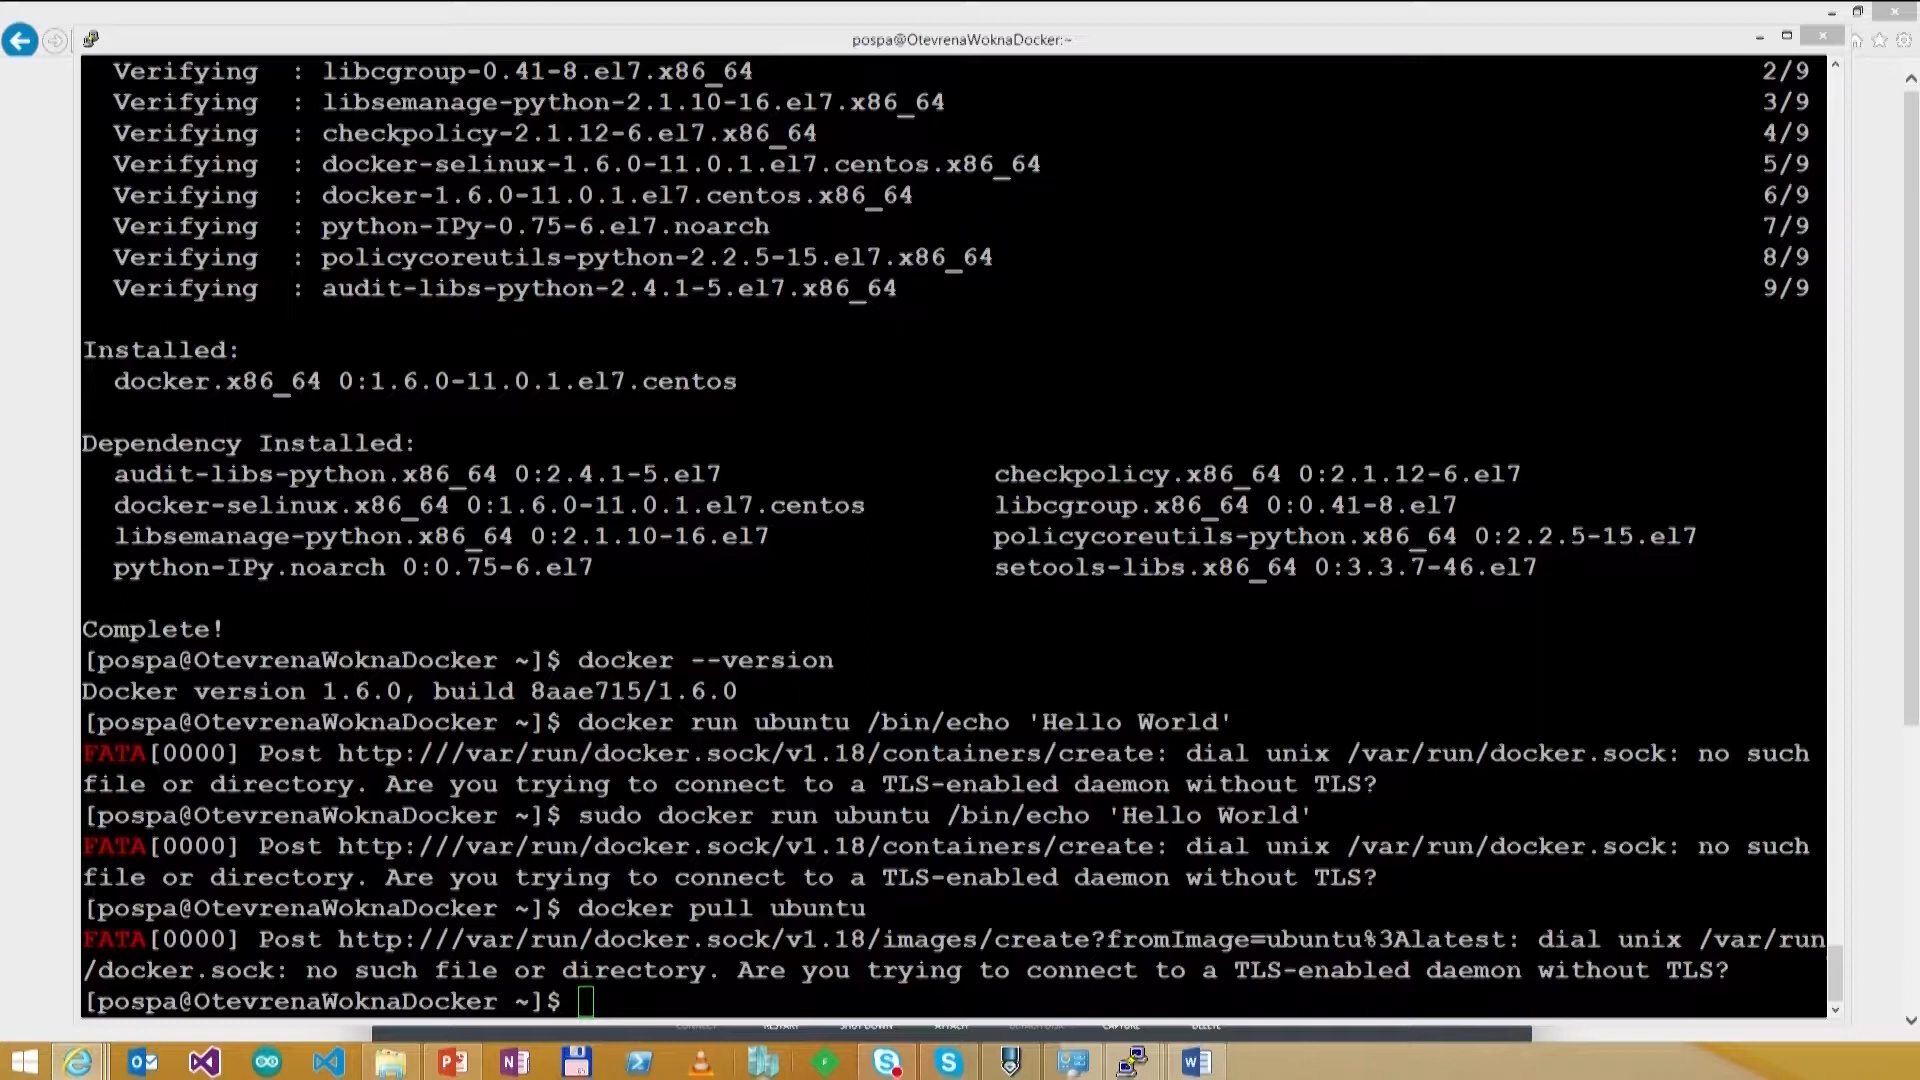 pospa@OtevrenaWoknaDocker:~
Verifying  : libcgroup-0.41-8.el7.x86_64 2/9
Verifying  : libsemanage-python-2.1.10-16.el7.x86_64 3/9
Verifying  : checkpolicy-2.1.12-6.el7.x86_64 4/9
Verifying  : docker-selinux-1.6.0-11.0.1.el7.centos.x86_64 5/9
Verifying  : docker-1.6.0-11.0.1.el7.centos.x86_64 6/9
Verifying  : python-IPy-0.75-6.el7.noarch 7/9
Verifying  : policycoreutils-python-2.2.5-15.el7.x86_64 8/9
Verifying  : audit-libs-python-2.4.1-5.el7.x86_64 9/9
Installed:
docker.x86_64 0:1.6.0-11.0.1.el7.centos
Dependency Installed:
audit-libs-python.x86_64 0:2.4.1-5.el7 checkpolicy.x86_64 0:2.1.12-6.el7
docker-selinux.x86_64 0:1.6.0-11.0.1.el7.centos libcgroup.x86_64 0:0.41-8.el7
libsemanage-python.x86_64 0:2.1.10-16.el7 policycoreutils-python.x86_64 0:2.2.5-15.el7
python-IPy.noarch 0:0.75-6.el7 setools-libs.x86_64 0:3.3.7-46.el7
Complete!
[pospa@OtevrenaWoknaDocker ~]$ docker --version
Docker version 1.6.0, build 8aae715/1.6.0
[pospa@OtevrenaWoknaDocker ~]$ docker run ubuntu /bin/echo 'Hello World'
FATA[0000] Post http:///var/run/docker.sock/v1.18/containers/create: dial unix /var/run/docker.sock: no such
file or directory. Are you trying to connect to a TLS-enabled daemon without TLS?
[pospa@OtevrenaWoknaDocker ~]$ sudo docker run ubuntu /bin/echo 'Hello World'
FATA[0000] Post http:///var/run/docker.sock/v1.18/containers/create: dial unix /var/run/docker.sock: no such
file or directory. Are you trying to connect to a TLS-enabled daemon without TLS?
[pospa@OtevrenaWoknaDocker ~]$ docker pull ubuntu
FATA[0000] Post http:///var/run/docker.sock/v1.18/images/create?fromImage=ubuntu%3Alatest: dial unix /var/run
/docker.sock: no such file or directory. Are you trying to connect to a TLS-enabled daemon without TLS?
[pospa@OtevrenaWoknaDocker ~]$